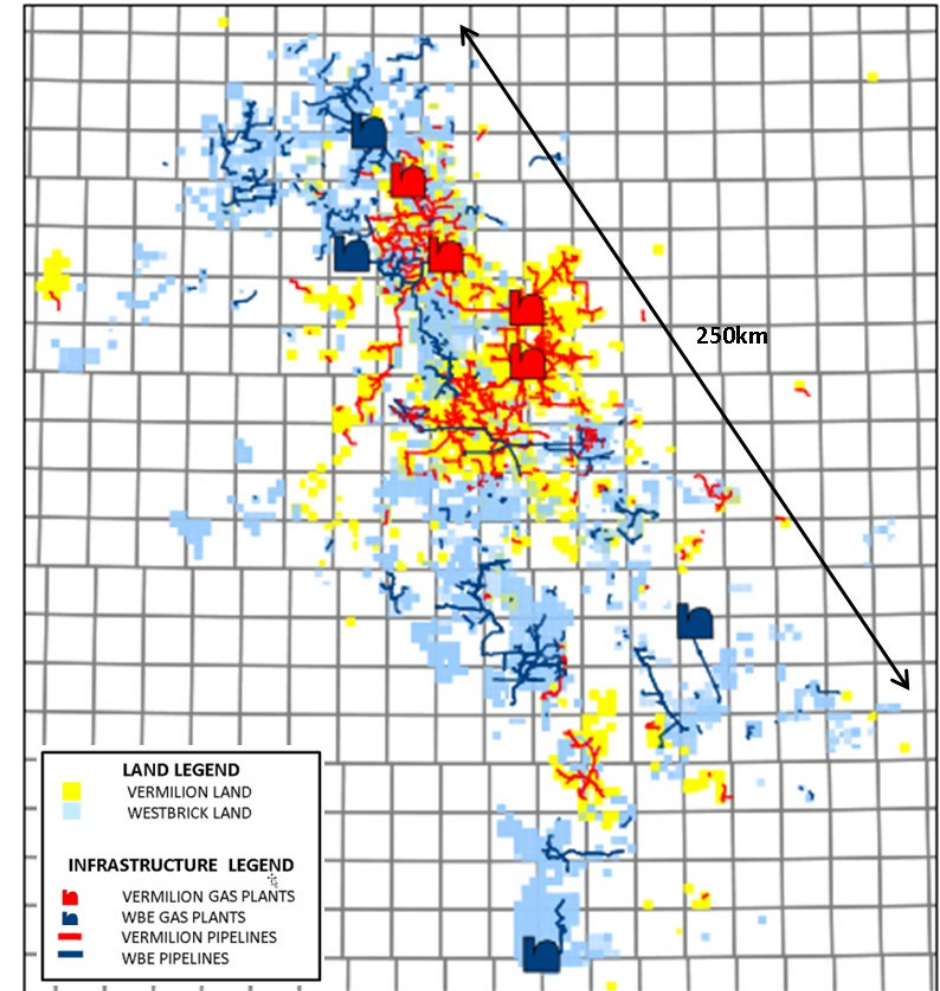 250km
LAND LEGEND
VERMILION LAND
WESTBRICK LAND
INFRASTRUCTURE LEGEND
VERMILION GAS PLANTS
WBE GAS PLANTS
VERMILION PIPELINES
WBE PIPELINES